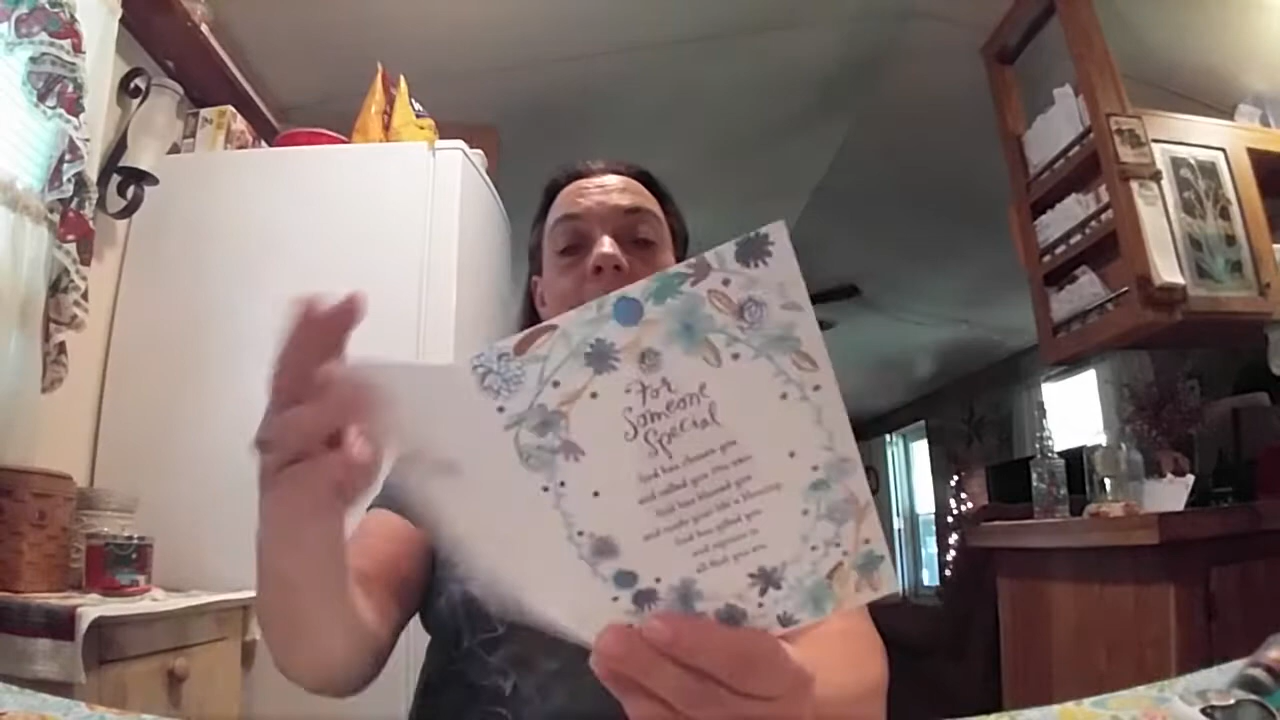 For
Someone
Special
God has chosen you
and called you His own.
God has blessed you
and made your life a blessing.
God has gifted you
and rejoices in
all that you are.